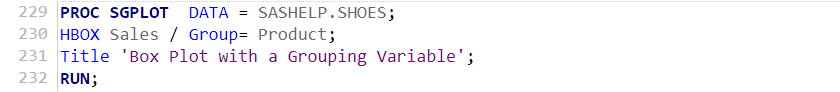 229 PROC SGPLOT  DATA = SASHELP.SHOES;
230 HBOX Sales / Group= Product;
231 Title 'Box Plot with a Grouping Variable';
232 RUN;